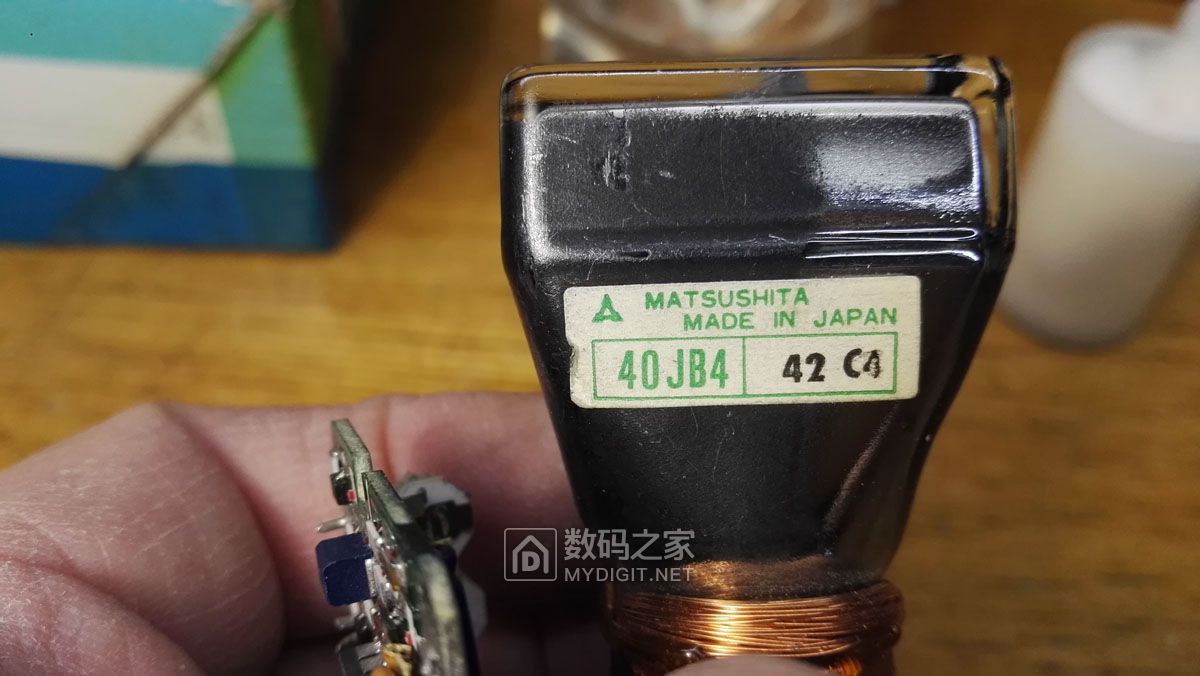 MATSUSHITA
MADE IN JAPAN
40JB4 42 C4
数码之家
MYDIGIT.NET